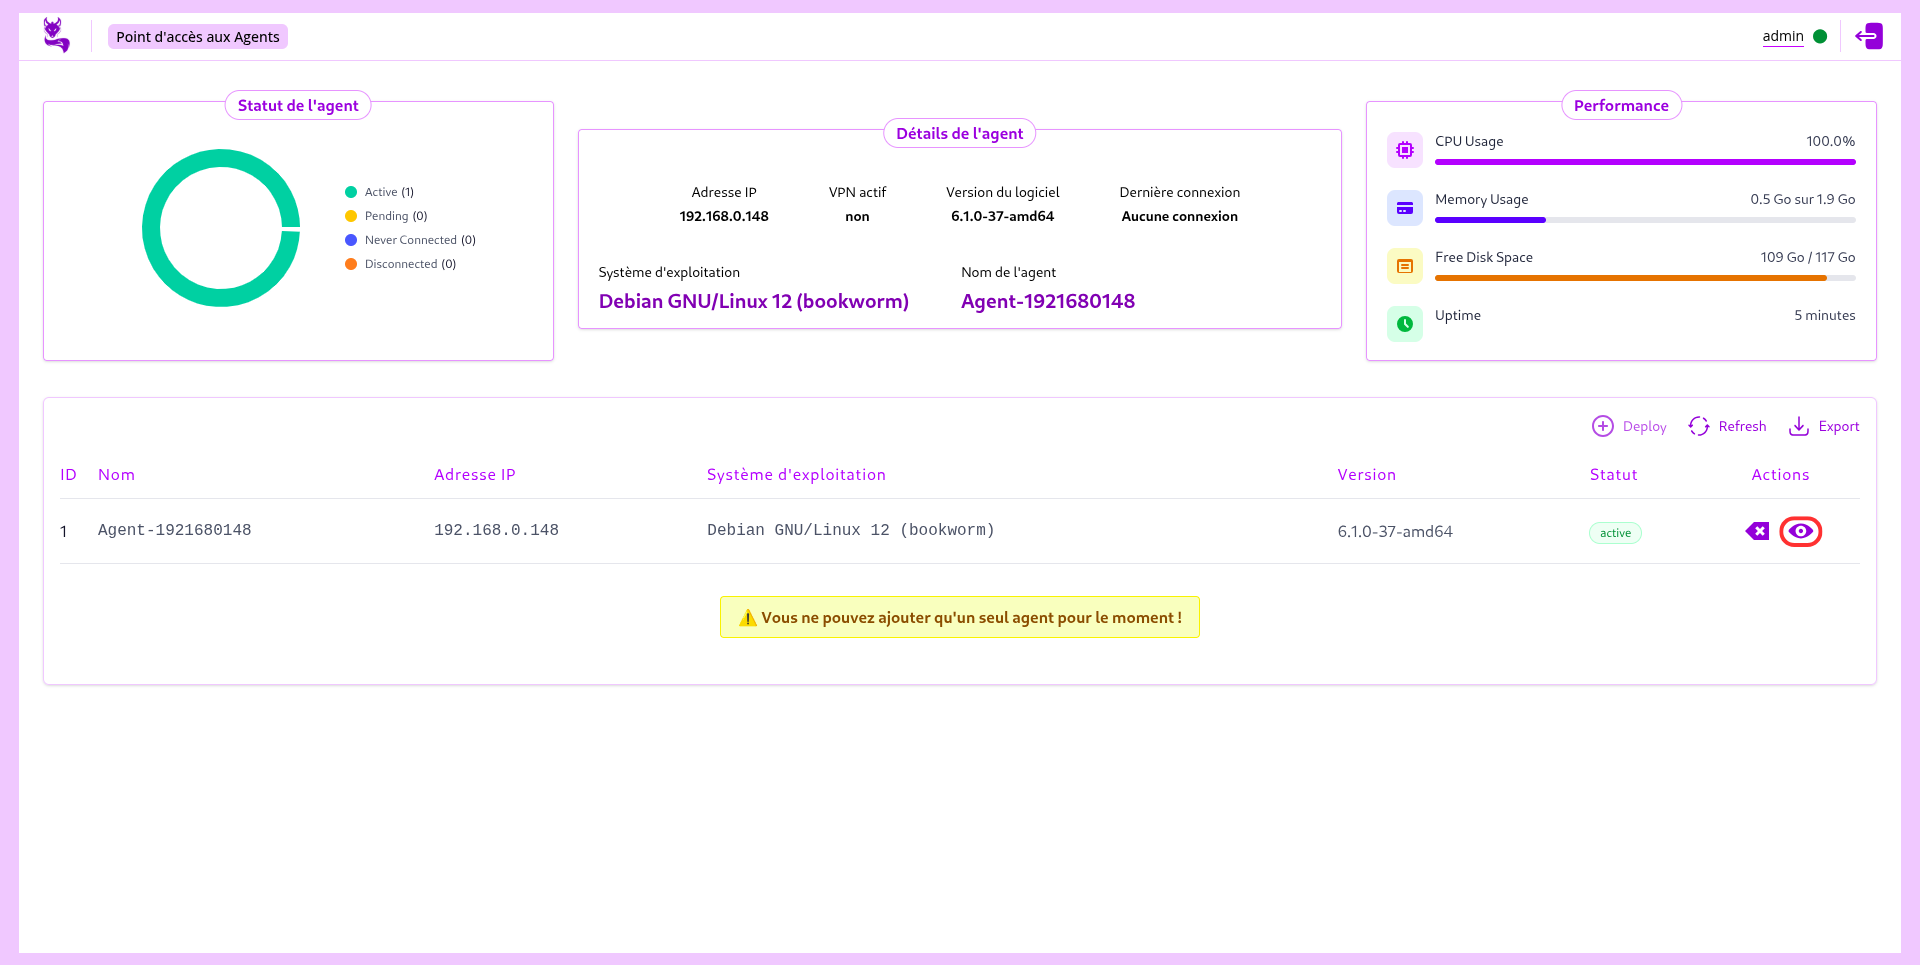 Point d'accès aux Agents
admin
Statut de l'agent
Active (1)
Pending (0)
Never Connected (0)
Disconnected (0)
Détails de l'agent
Adresse IP VPN actif Version du logiciel Dernière connexion
192.168.0.148 non 6.1.0-37-amd64 Aucune connexion
Système d'exploitation Nom de l'agent
Debian GNU/Linux 12 (bookworm) Agent-1921680148
Performance
CPU Usage 100.0%
Memory Usage 0.5 Go sur 1.9 Go
Free Disk Space 109 Go / 117 Go
Uptime 5 minutes
Deploy Refresh Export
ID Nom Adresse IP Système d'exploitation Version Statut Actions
1 Agent-1921680148 192.168.0.148 Debian GNU/Linux 12 (bookworm) 6.1.0-37-amd64 active
⚠️ Vous ne pouvez ajouter qu'un seul agent pour le moment !